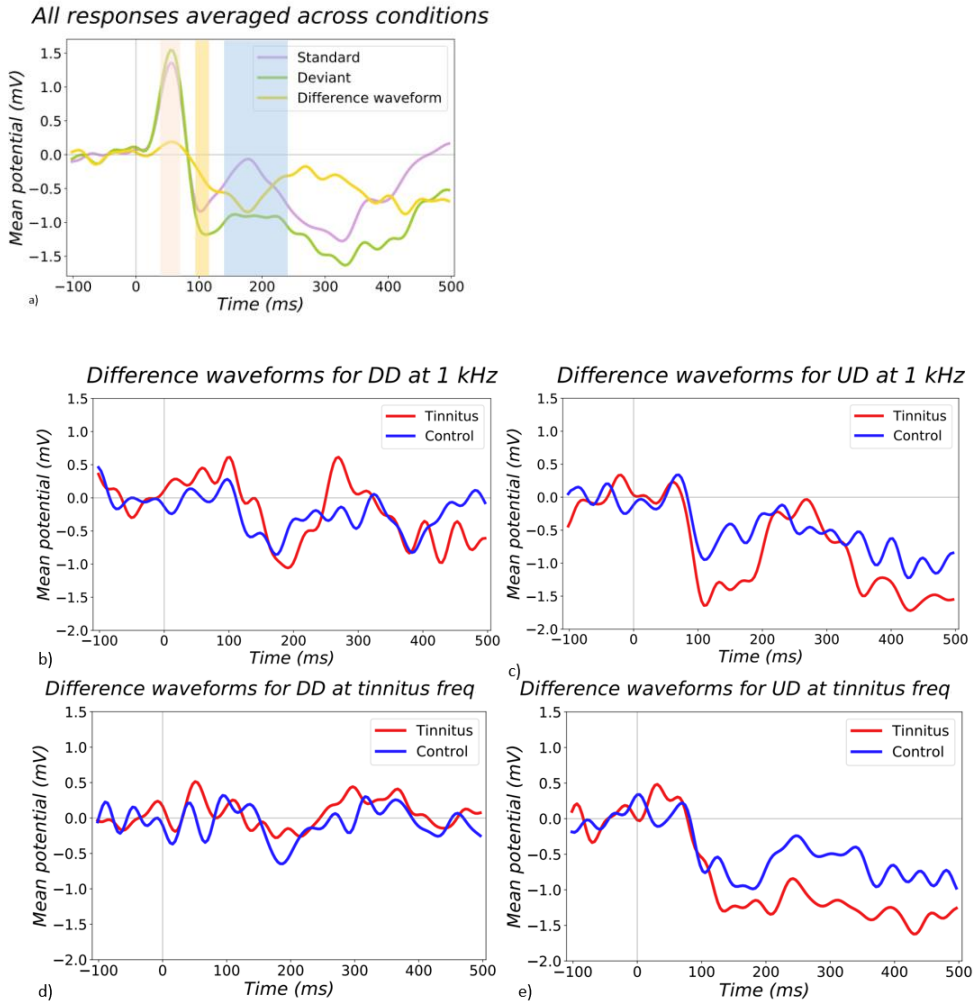 All responses averaged across conditions
Mean potential (mV)
1.5
1.0
0.5
0.0
−0.5
−1.0
−1.5
Standard
Deviant
Difference waveform
−100 0 100 200 300 400 500
Time (ms)
a)
Difference waveforms for DD at 1 kHz
Mean potential (mV)
1.5
1.0
0.5
0.0
−0.5
−1.0
−1.5
−2.0
Tinnitus
Control
−100 0 100 200 300 400 500
Time (ms)
b)
Difference waveforms for UD at 1 kHz
Mean potential (mV)
1.5
1.0
0.5
0.0
−0.5
−1.0
−1.5
−2.0
Tinnitus
Control
−100 0 100 200 300 400 500
Time (ms)
c)
Difference waveforms for DD at tinnitus freq
Mean potential (mV)
1.5
1.0
0.5
0.0
−0.5
−1.0
−1.5
−2.0
Tinnitus
Control
−100 0 100 200 300 400 500
Time (ms)
d)
Difference waveforms for UD at tinnitus freq
Mean potential (mV)
1.5
1.0
0.5
0.0
−0.5
−1.0
−1.5
−2.0
Tinnitus
Control
−100 0 100 200 300 400 500
Time (ms)
e)